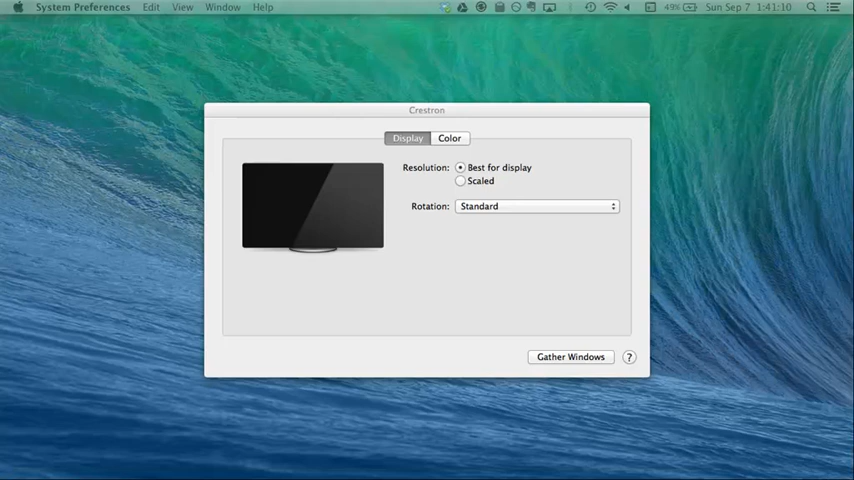 System Preferences Edit View Window Help 49% Sun Sep 7 1:41:10
Crestron
Display Color
Resolution: Best for display
Scaled
Rotation: Standard
Gather Windows ?